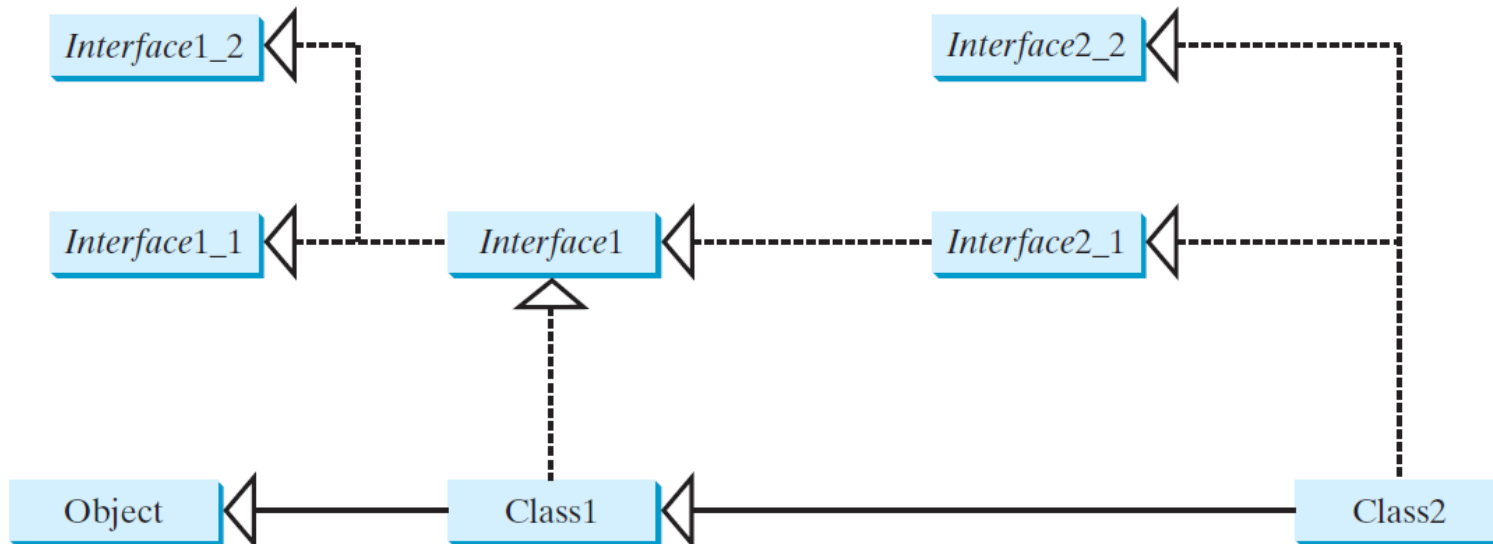 Interface1_2
Interface2_2
Interface1_1
Interface1
Interface2_1
Object
Class1
Class2